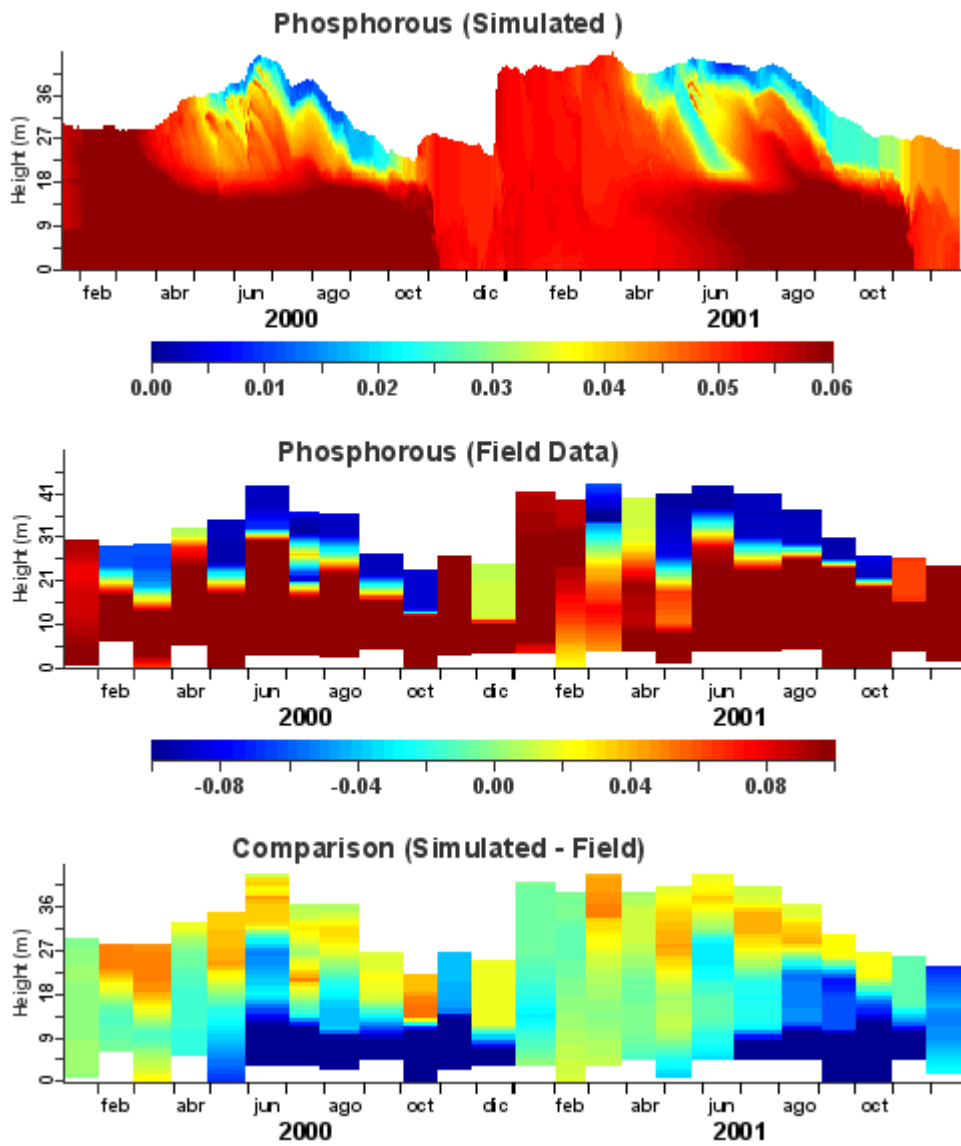 Phosphorous (Simulated )
Height (m)
36
27
18
9
0
feb abr jun ago oct dic feb abr jun ago oct
2000 2001
0.00 0.01 0.02 0.03 0.04 0.05 0.06
Phosphorous (Field Data)
Height (m)
41
31
21
10
0
feb abr jun ago oct dic feb abr jun ago oct
2000 2001
-0.08 -0.04 0.00 0.04 0.08
Comparison (Simulated - Field)
Height (m)
36
27
18
9
0
feb abr jun ago oct dic feb abr jun ago oct
2000 2001